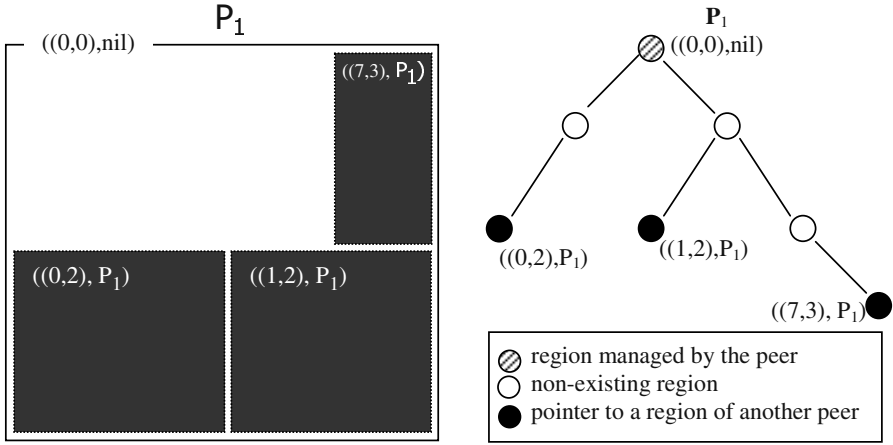 P₁
((0,0),nil)
((7,3), P₁)
((0,2), P₁)
((1,2), P₁)
P₁
((0,0),nil)
((0,2),P₁)
((1,2),P₁)
((7,3), P₁)
region managed by the peer
non-existing region
pointer to a region of another peer